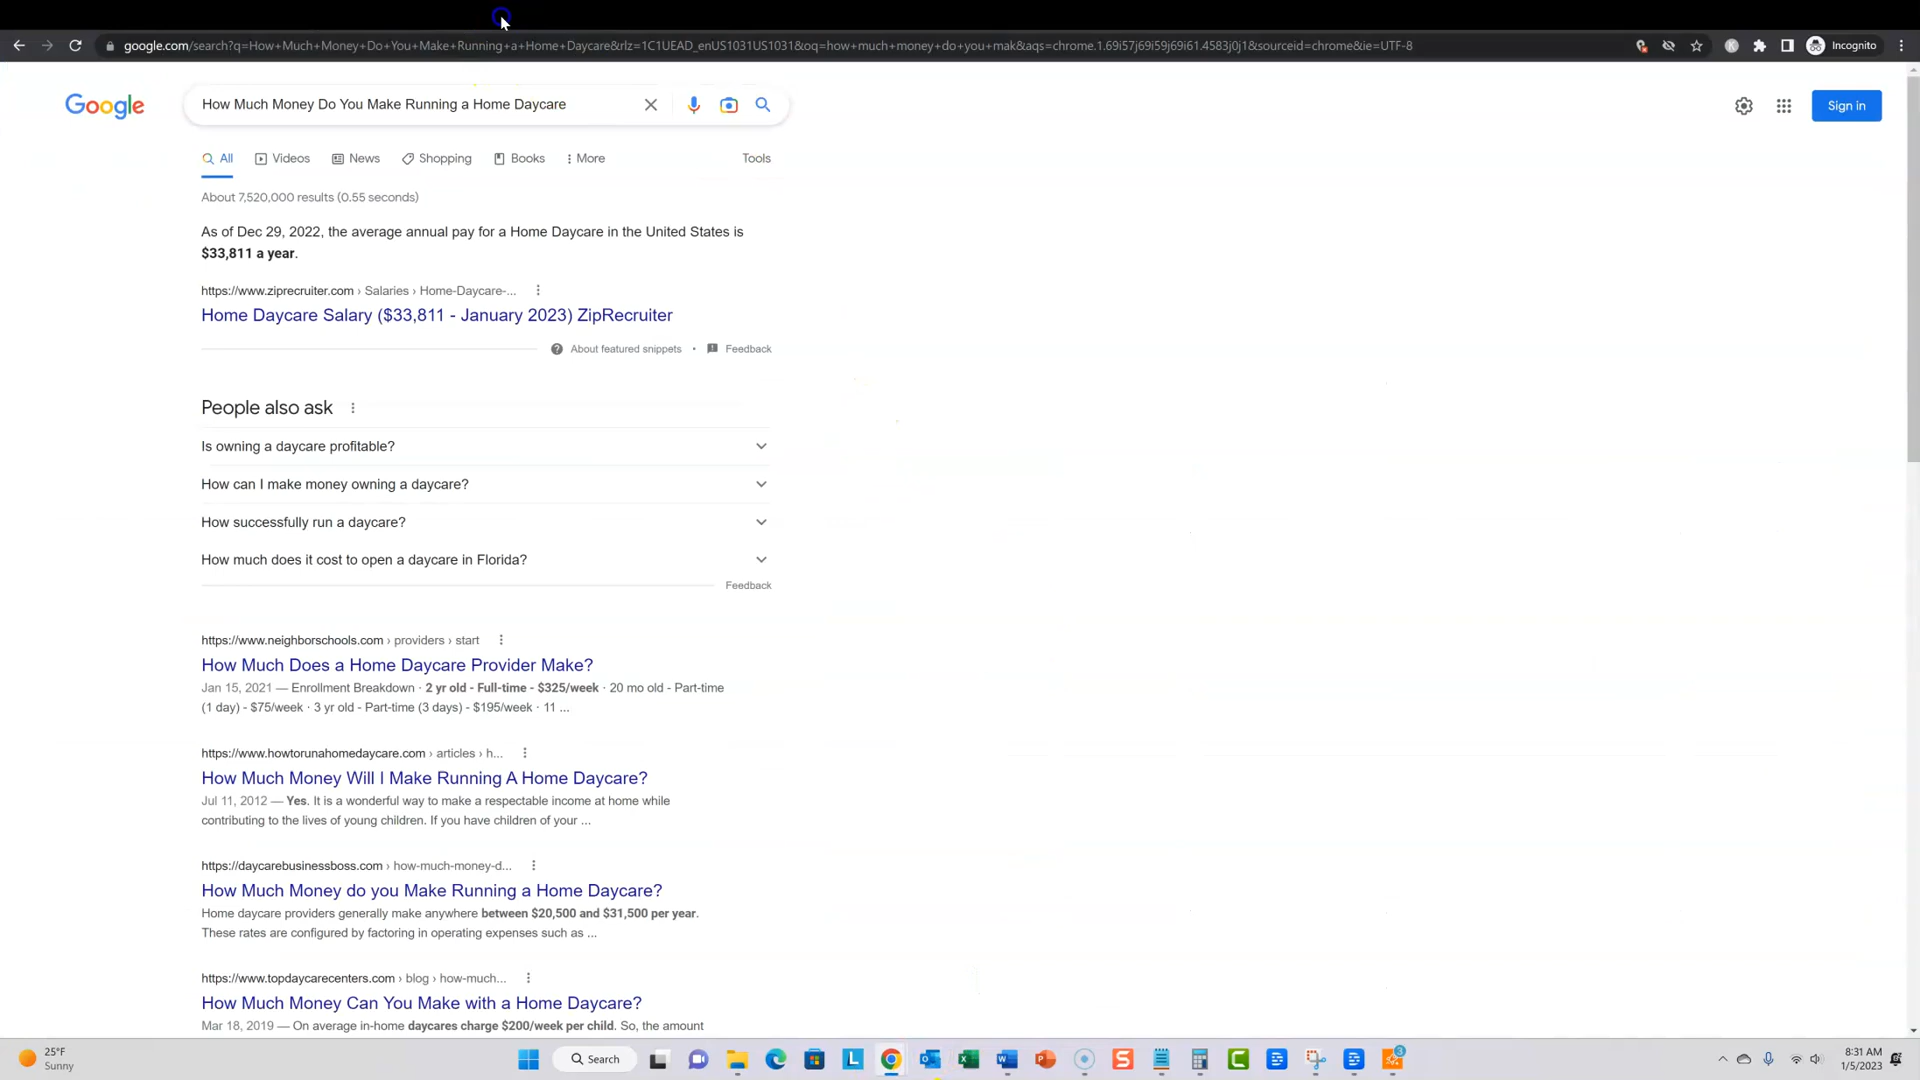 google.com/search?q=How+Much+Money+Do+You+Make+Running+a+Home+Daycare&rlz=1C1UEAD_enUS1031US1031&oq=how+much+money+do+you+mak&aqs=chrome.1.69i57j69i59j69i61.4583j0j1&sourceid=chrome&ie=UTF-8
Incognito
Google
How Much Money Do You Make Running a Home Daycare
Sign in
All Videos News Shopping Books More Tools
About 7,520,000 results (0.55 seconds)
As of Dec 29, 2022, the average annual pay for a Home Daycare in the United States is
$33,811 a year.
https://www.ziprecruiter.com › Salaries › Home-Daycare-...
Home Daycare Salary ($33,811 - January 2023) ZipRecruiter
About featured snippets • Feedback
People also ask
Is owning a daycare profitable?
How can I make money owning a daycare?
How successfully run a daycare?
How much does it cost to open a daycare in Florida?
Feedback
https://www.neighborschools.com › providers › start
How Much Does a Home Daycare Provider Make?
Jan 15, 2021 — Enrollment Breakdown · 2 yr old - Full-time - $325/week · 20 mo old - Part-time
(1 day) - $75/week · 3 yr old - Part-time (3 days) - $195/week · 11 ...
https://www.howtorunahomedaycare.com › articles › h...
How Much Money Will I Make Running A Home Daycare?
Jul 11, 2012 — Yes. It is a wonderful way to make a respectable income at home while
contributing to the lives of young children. If you have children of your ...
https://daycarebusinessboss.com › how-much-money-d...
How Much Money do you Make Running a Home Daycare?
Home daycare providers generally make anywhere between $20,500 and $31,500 per year.
These rates are configured by factoring in operating expenses such as ...
https://www.topdaycarecenters.com › blog › how-much...
How Much Money Can You Make with a Home Daycare?
Mar 18, 2019 — On average in-home daycares charge $200/week per child. So, the amount
25°F
Sunny
Search
8:31 AM
1/5/2023